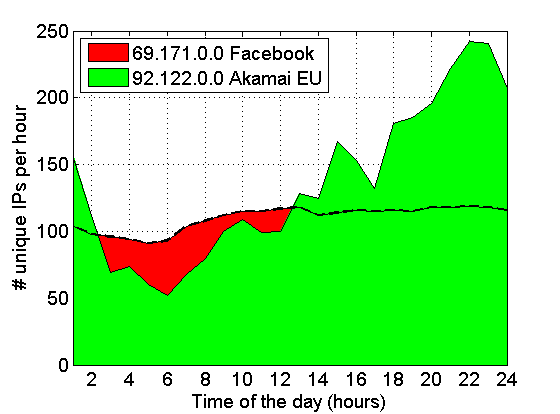 250
200
150
100
50
0
# unique IPs per hour
69.171.0.0 Facebook
92.122.0.0 Akamai EU
2 4 6 8 10 12 14 16 18 20 22 24
Time of the day (hours)